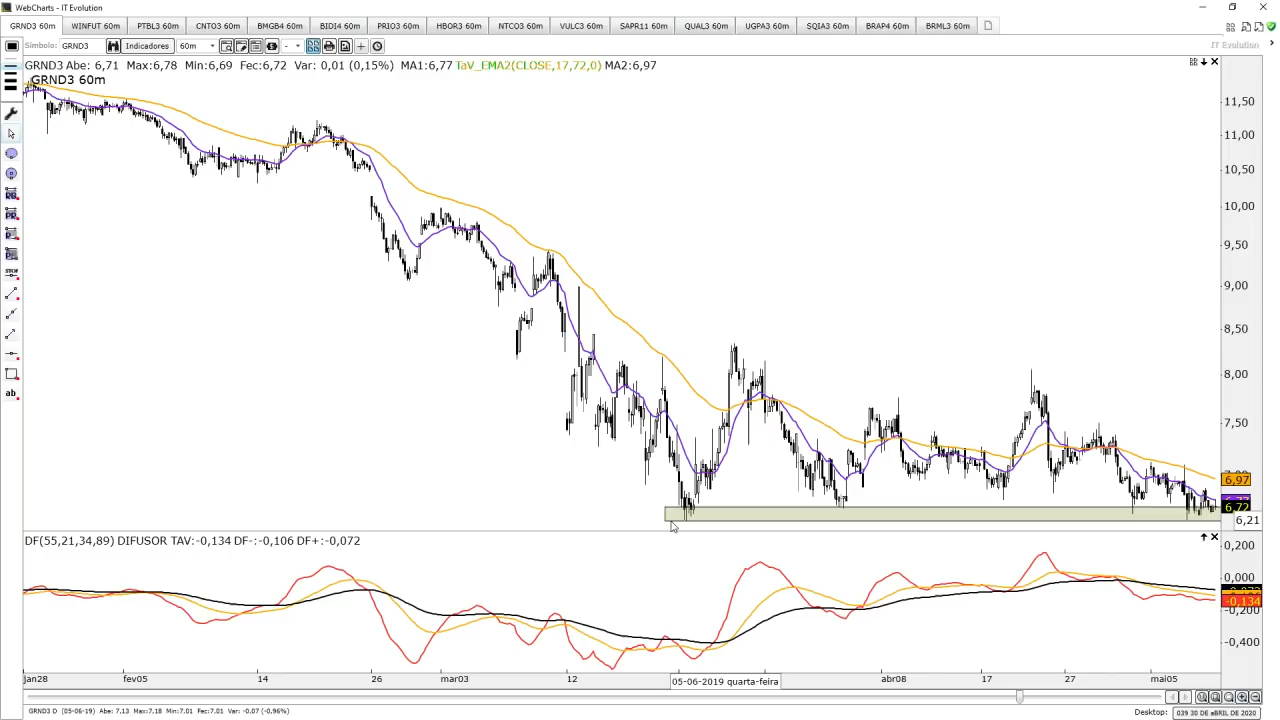 WebCharts - IT Evolution
GRND3 60m WINFUT 60m PTBL3 60m CNTO3 60m BMGB4 60m BIDI4 60m PRIO3 60m HBOR3 60m NTCO3 60m VULC3 60m SAPR11 60m QUAL3 60m UGPA3 60m SQIA3 60m BRAP4 60m BRML3 60m
Símbolo: GRND3 Indicadores 60m -
IT Evolution
GRND3 Abe: 6,71 Max:6,78 Min:6,69 Fec:6,72 Var: 0,01 (0,15%) MA1:6,77 TaV_EMA2(CLOSE,17,72,0) MA2:6,97
GRND3 60m
11,50
11,00
10,50
10,00
9,50
9,00
8,50
8,00
7,50
6,97
6,72
6,21
DF(55,21,34,89) DIFUSOR TAV:-0,134 DF-:-0,106 DF+:-0,072
0,200
0,000
-0,134
-0,200
-0,400
jan28 fev05 14 26 mar03 12 05-06-2019 quarta-feira abr08 17 27 mai05
GRND3 D (05-06-19) Abe: 7.13 Max:7.18 Min:7.01 Fec:7.01 Var: -0.07 (-0.96%)
Desktop: 039 30 DE aBRIL DE 2020
ab